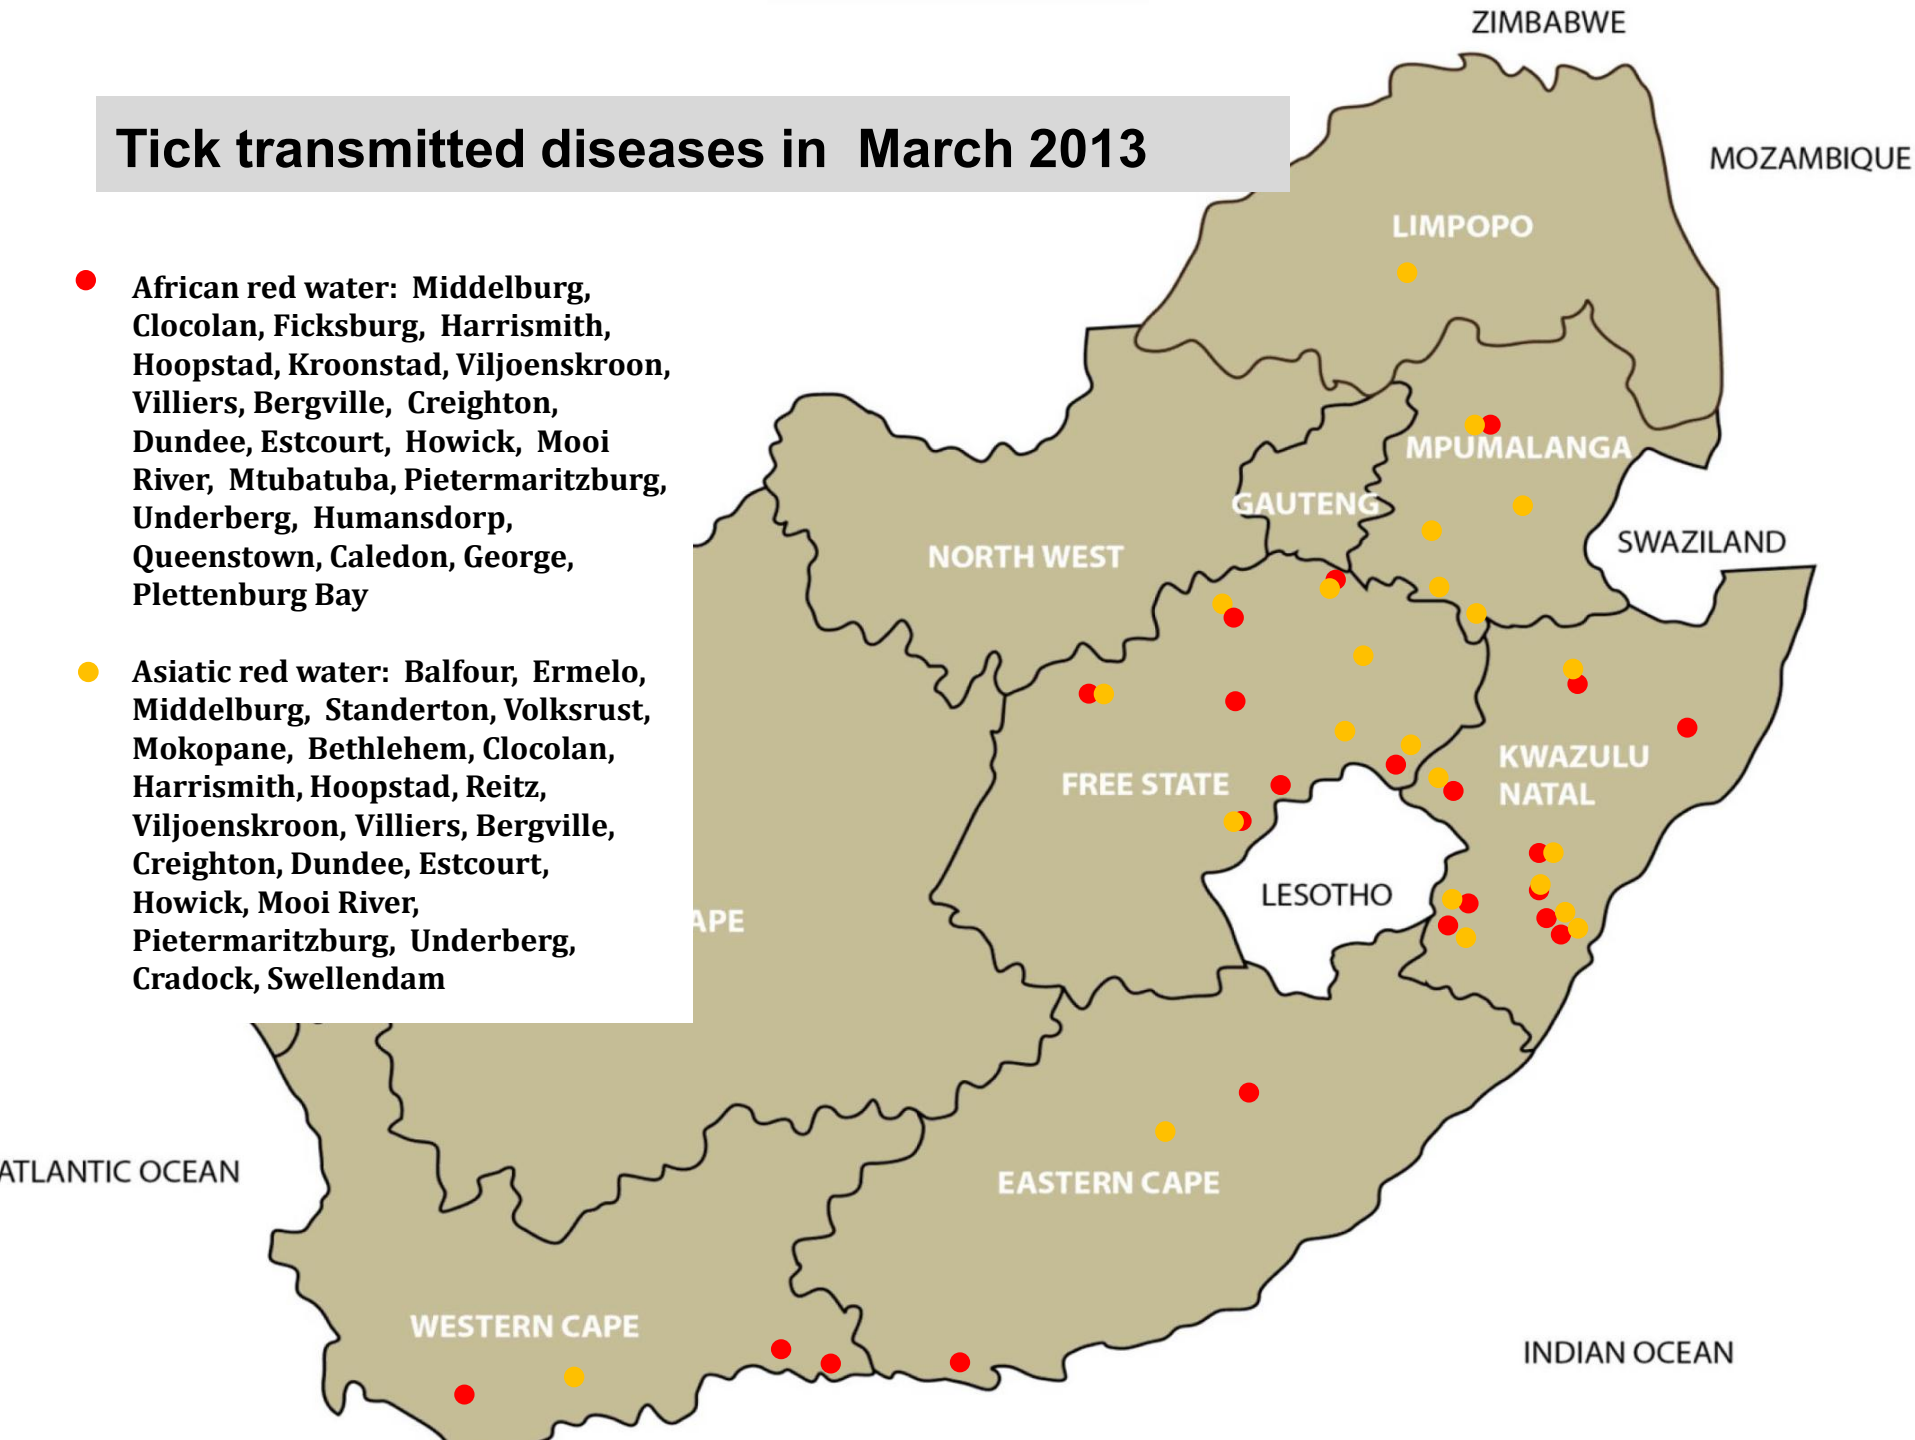 ZIMBABWE
Tick transmitted diseases in  March 2013
MOZAMBIQUE
LIMPOPO
African red water:  Middelburg,
Clocolan, Ficksburg,  Harrismith,
Hoopstad, Kroonstad, Viljoenskroon,
Villiers, Bergville,  Creighton,
Dundee, Estcourt,  Howick,  Mooi
River,  Mtubatuba, Pietermaritzburg,
Underberg,  Humansdorp,
Queenstown, Caledon, George,
Plettenburg Bay
MPUMALANGA
GAUTENG
SWAZILAND
NORTH WEST
Asiatic red water:  Balfour,  Ermelo,
Middelburg,  Standerton, Volksrust,
Mokopane,  Bethlehem, Clocolan,
Harrismith, Hoopstad, Reitz,
Viljoenskroon, Villiers, Bergville,
Creighton, Dundee, Estcourt,
Howick, Mooi River,
Pietermaritzburg,  Underberg,
Cradock, Swellendam
KWAZULU
NATAL
FREE STATE
LESOTHO
APE
ATLANTIC OCEAN
EASTERN CAPE
WESTERN CAPE
INDIAN OCEAN